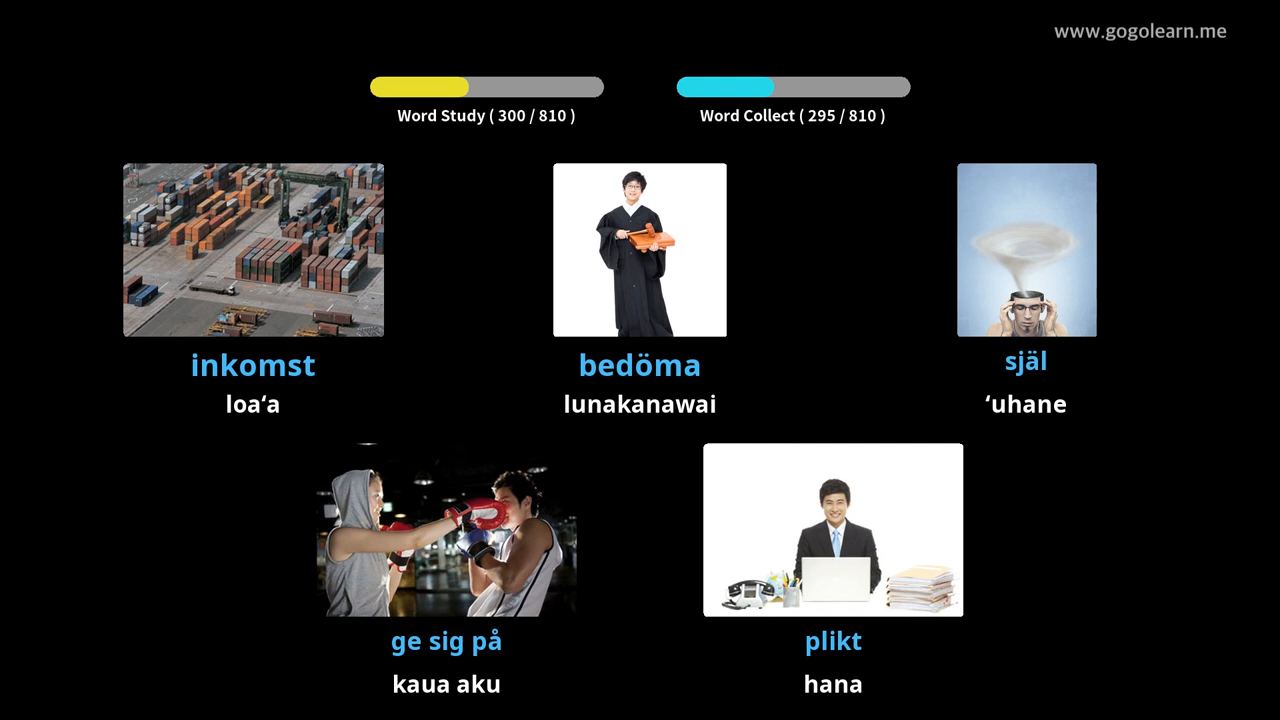 www.gogolearn.me
Word Study ( 300 / 810 )
Word Collect ( 295 / 810 )
inkomst
loaʻa
bedöma
lunakanawai
själ
ʻuhane
ge sig på
kaua aku
plikt
hana